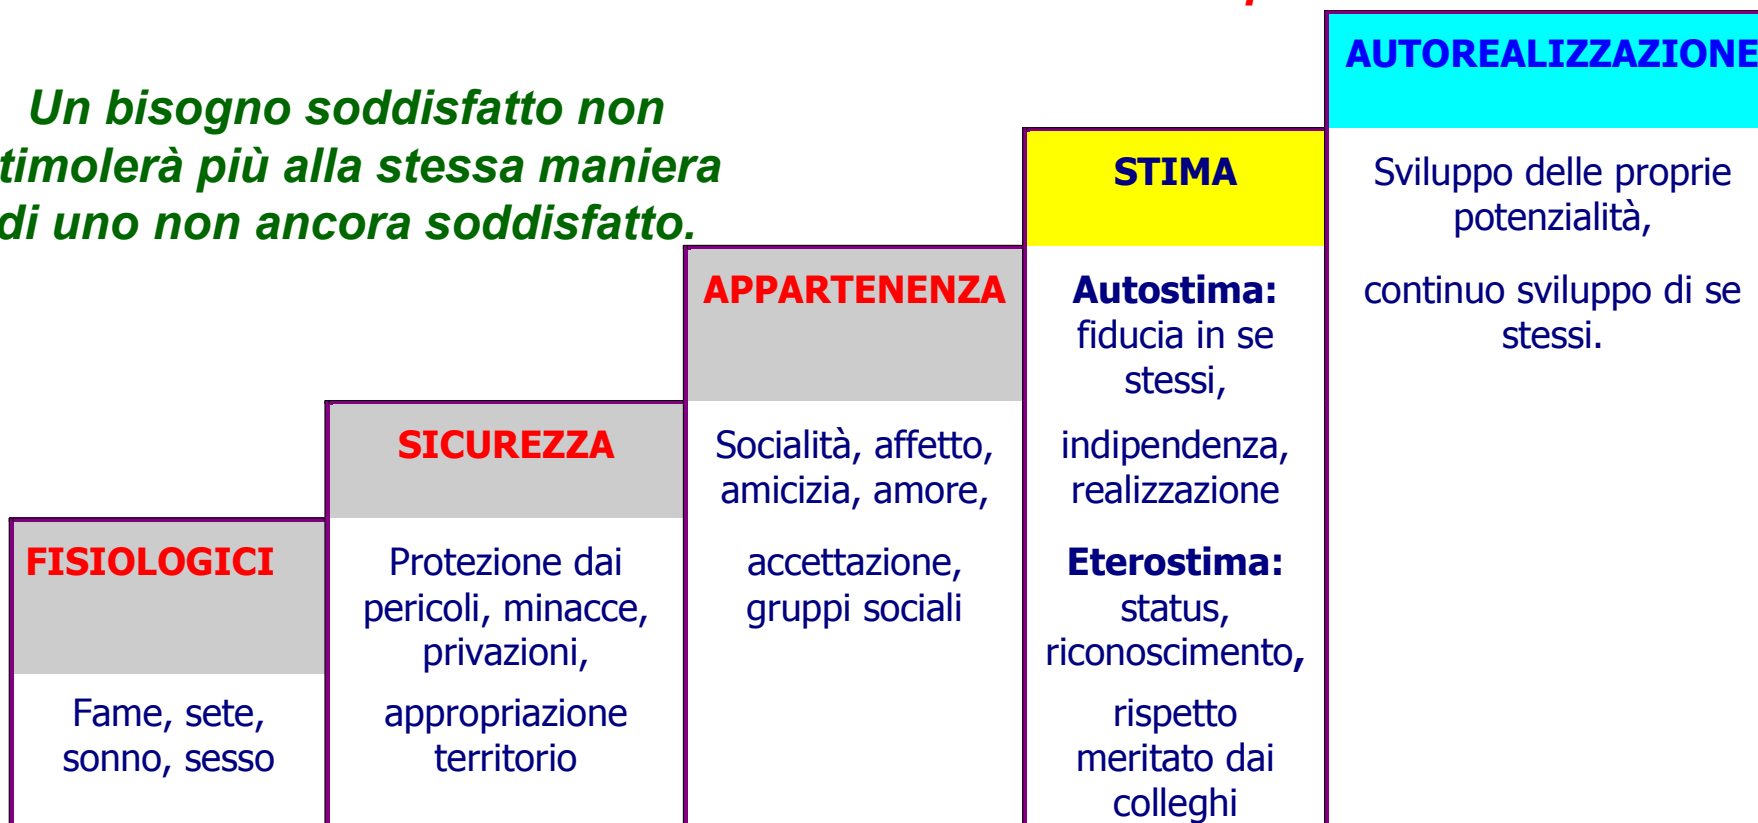 Un bisogno soddisfatto non
timolerà più alla stessa maniera
di uno non ancora soddisfatto.
AUTOREALIZZAZIONE
Sviluppo delle proprie
potenzialità,
continuo sviluppo di se
stessi.
STIMA
Autostima:
fiducia in se
stessi,
indipendenza,
realizzazione
Eterostima:
status,
riconoscimento,
rispetto
meritato dai
colleghi
APPARTENENZA
Socialità, affetto,
amicizia, amore,
accettazione,
gruppi sociali
SICUREZZA
Protezione dai
pericoli, minacce,
privazioni,
appropriazione
territorio
FISIOLOGICI
Fame, sete,
sonno, sesso